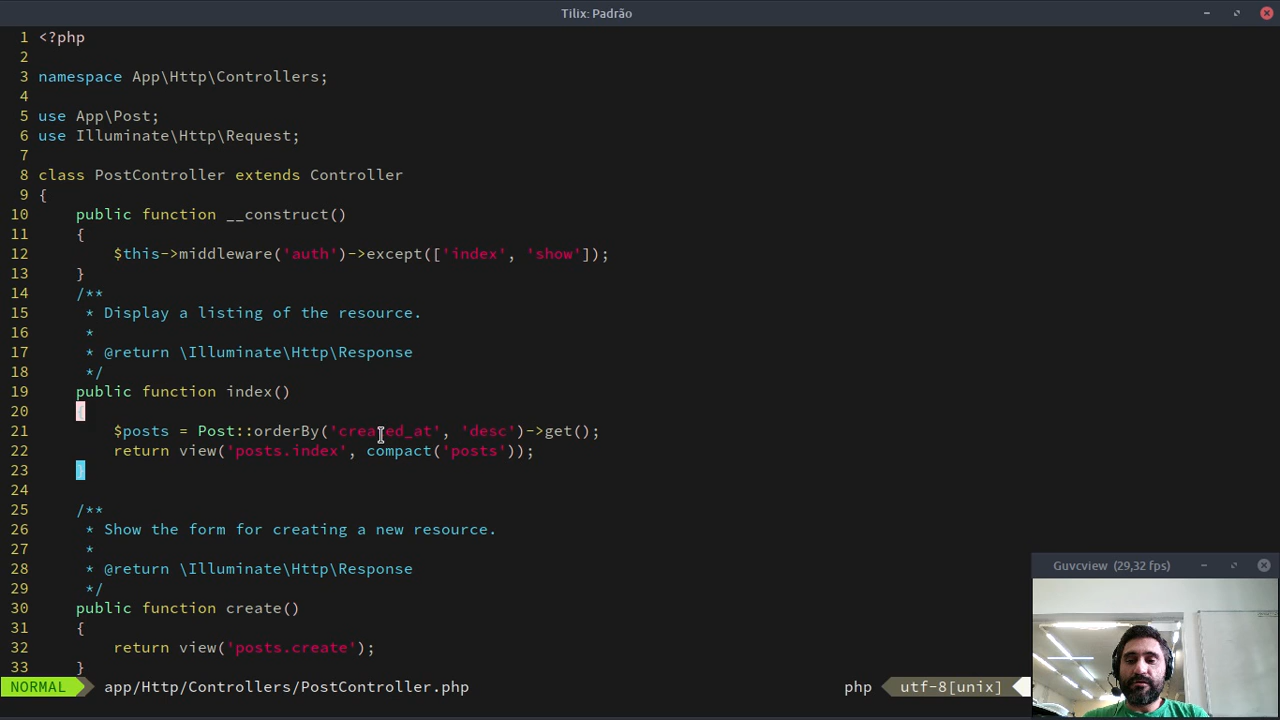 Tilix: Padrão
1 <?php
2
3 namespace App\Http\Controllers;
4
5 use App\Post;
6 use Illuminate\Http\Request;
7
8 class PostController extends Controller
9 {
10     public function __construct()
11     {
12         $this->middleware('auth')->except(['index', 'show']);
13     }
14     /**
15      * Display a listing of the resource.
16      *
17      * @return \Illuminate\Http\Response
18      */
19     public function index()
20     {
21         $posts = Post::orderBy('created_at', 'desc')->get();
22         return view('posts.index', compact('posts'));
23     }
24
25     /**
26      * Show the form for creating a new resource.
27      *
28      * @return \Illuminate\Http\Response
29      */
30     public function create()
31     {
32         return view('posts.create');
33     }
NORMAL app/Http/Controllers/PostController.php php utf-8[unix]
Guvcview (29,32 fps)